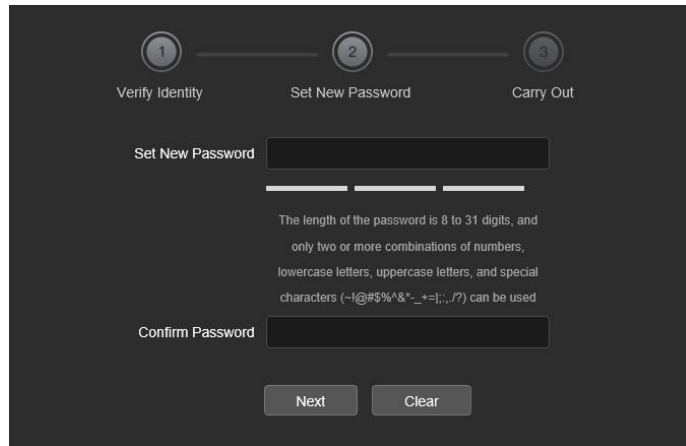 1 2 3
Verify Identity Set New Password Carry Out
Set New Password
The length of the password is 8 to 31 digits, and
only two or more combinations of numbers,
lowercase letters, uppercase letters, and special
characters (~!@#$%^&*-_+=|;:,./?) can be used
Confirm Password
Next Clear